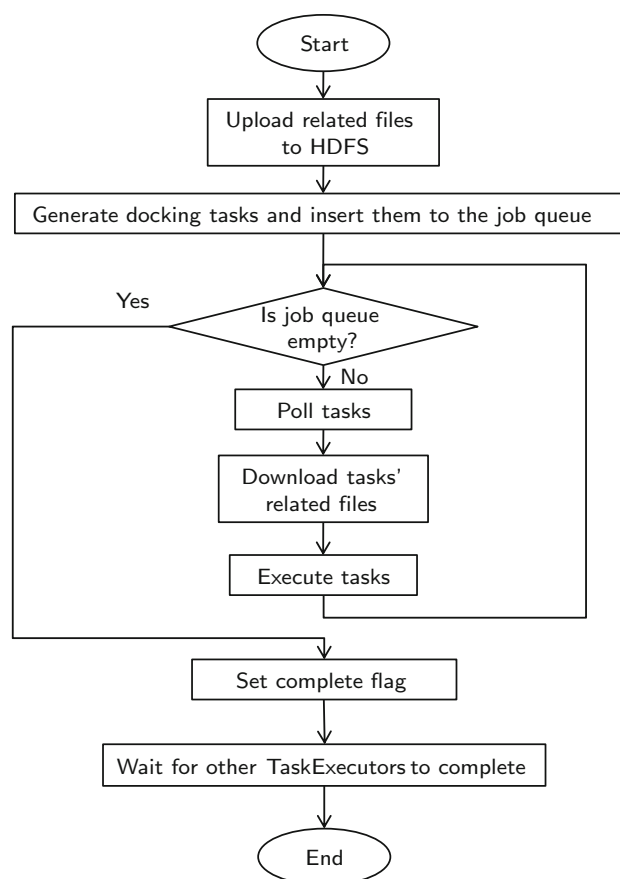 Start
Upload related files
to HDFS
Generate docking tasks and insert them to the job queue
Yes
Is job queue
empty?
No
Poll tasks
Download tasks'
related files
Execute tasks
Set complete flag
Wait for other TaskExecutors to complete
End